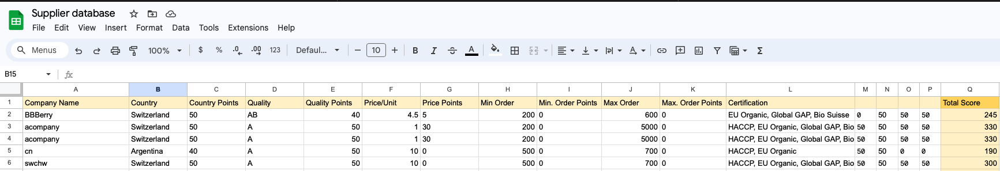 Supplier database
File Edit View Insert Format Data Tools Extensions Help
Menus 100% $ % .0 .00 123 Defaul... 10 B I S A Σ
B15 fx
A B C D E F G H I J K L M N O P Q
1 Company Name Country Country Points Quality Quality Points Price/Unit Price Points Min Order Min. Order Points Max Order Max. Order Points Certification Total Score
2 BBBerry Switzerland 50 AB 40 4.5 5 200 0 600 0 EU Organic, Global GAP, Bio Suisse 0 50 50 50 245
3 acompany Switzerland 50 A 50 1 30 200 0 5000 0 HACCP, EU Organic, Global GAP, Bio 50 50 50 50 330
4 acompany Switzerland 50 A 50 1 30 200 0 5000 0 HACCP, EU Organic, Global GAP, Bio 50 50 50 50 330
5 cn Argentina 40 A 50 10 0 500 0 700 0 HACCP, EU Organic 50 50 0 0 190
6 swchw Switzerland 50 A 50 10 0 500 0 700 0 HACCP, EU Organic, Global GAP, Bio 50 50 50 50 300